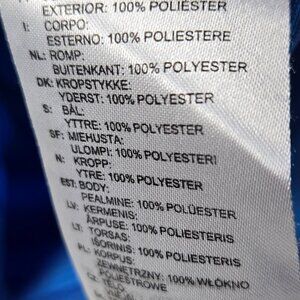 EXTERIOR: 100% POLIESTER
I: CORPO:
ESTERNO: 100% POLIESTERE
NL: ROMP:
BUITENKANT: 100% POLYESTER
DK: KROPSTYKKE:
YDERST: 100% POLYESTER
S: BÅL:
YTTRE: 100% POLYESTER
SF: MIEHUSTA:
ULOMPI: 100% POLYESTERI
N: KROPP:
YTRE: 100% POLYESTER
EST: BODY:
PEALMINE: 100% POLÜESTER
LV: KERMENIS:
ĀRPUSE: 100% POLIESTERIS
LT: TORSAS:
IŠORINIS: 100% POLIESTERIS
PL: KORPUS:
ZEWNĘTRZNY: 100% WŁÓKNO
POLIESTROWE
TĚLO